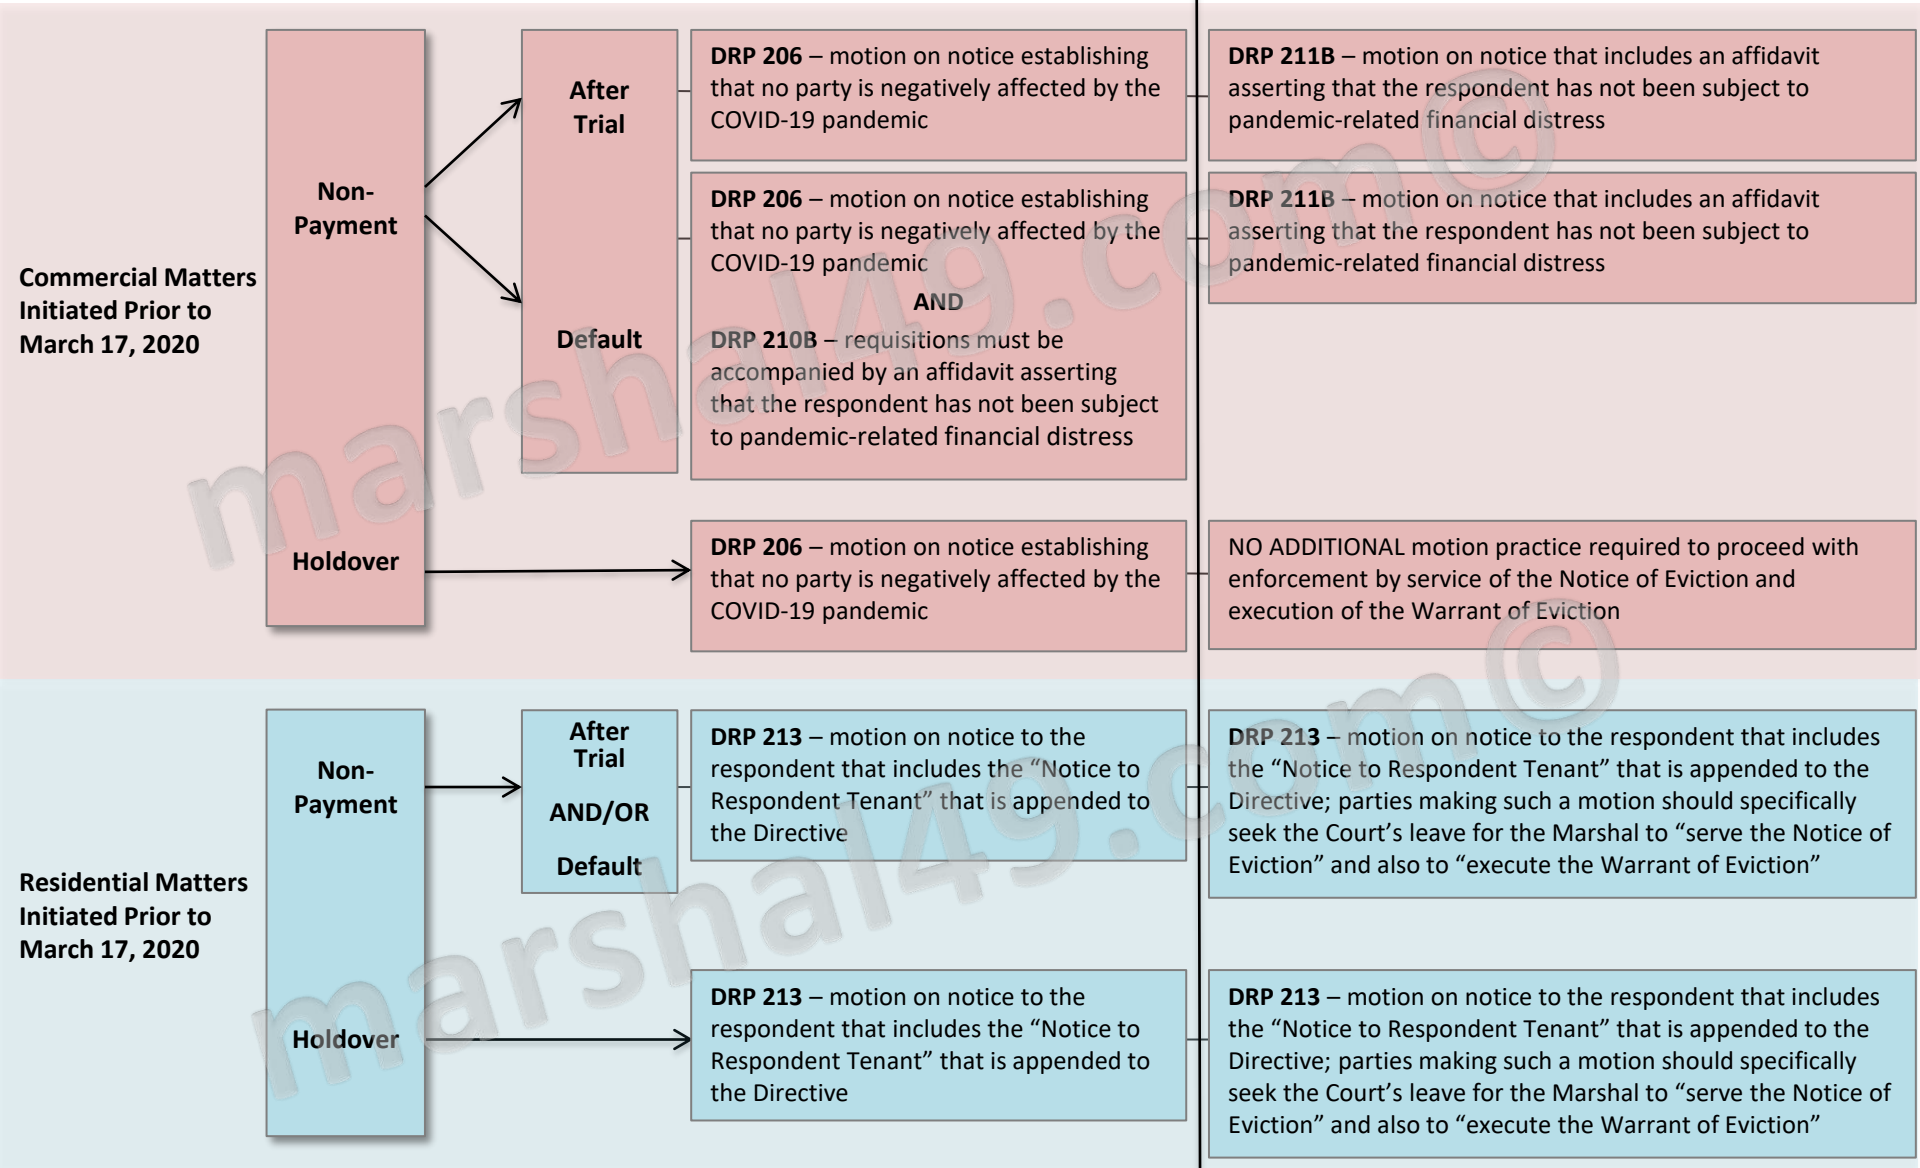 Commercial Matters
Initiated Prior to
March 17, 2020
Non-
Payment
After
Trial
DRP 206 – motion on notice establishing
that no party is negatively affected by the
COVID-19 pandemic
DRP 211B – motion on notice that includes an affidavit
asserting that the respondent has not been subject to
pandemic-related financial distress
Default
DRP 206 – motion on notice establishing
that no party is negatively affected by the
COVID-19 pandemic
AND
DRP 210B – requisitions must be
accompanied by an affidavit asserting
that the respondent has not been subject
to pandemic-related financial distress
DRP 211B – motion on notice that includes an affidavit
asserting that the respondent has not been subject to
pandemic-related financial distress
Holdover
DRP 206 – motion on notice establishing
that no party is negatively affected by the
COVID-19 pandemic
NO ADDITIONAL motion practice required to proceed with
enforcement by service of the Notice of Eviction and
execution of the Warrant of Eviction
marshal49.com©
Residential Matters
Initiated Prior to
March 17, 2020
Non-
Payment
After
Trial
AND/OR
Default
DRP 213 – motion on notice to the
respondent that includes the “Notice to
Respondent Tenant” that is appended to
the Directive
DRP 213 – motion on notice to the respondent that includes
the “Notice to Respondent Tenant” that is appended to the
Directive; parties making such a motion should specifically
seek the Court’s leave for the Marshal to “serve the Notice of
Eviction” and also to “execute the Warrant of Eviction”
Holdover
DRP 213 – motion on notice to the
respondent that includes the “Notice to
Respondent Tenant” that is appended to
the Directive
DRP 213 – motion on notice to the respondent that includes
the “Notice to Respondent Tenant” that is appended to the
Directive; parties making such a motion should specifically
seek the Court’s leave for the Marshal to “serve the Notice of
Eviction” and also to “execute the Warrant of Eviction”
marshal49.com©